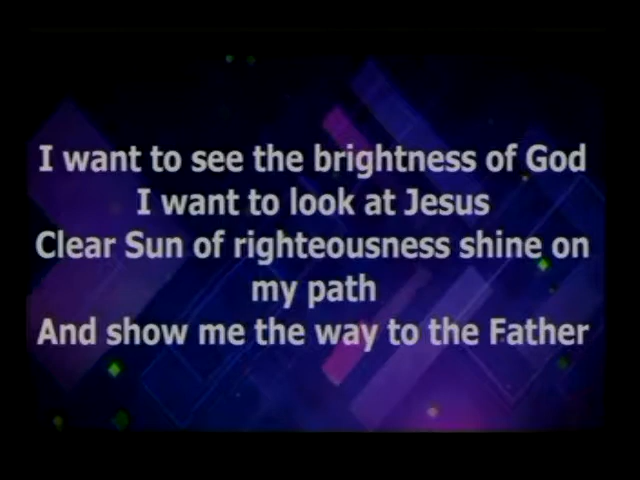 I want to see the brightness of God
I want to look at Jesus
Clear Sun of righteousness shine on
my path
And show me the way to the Father